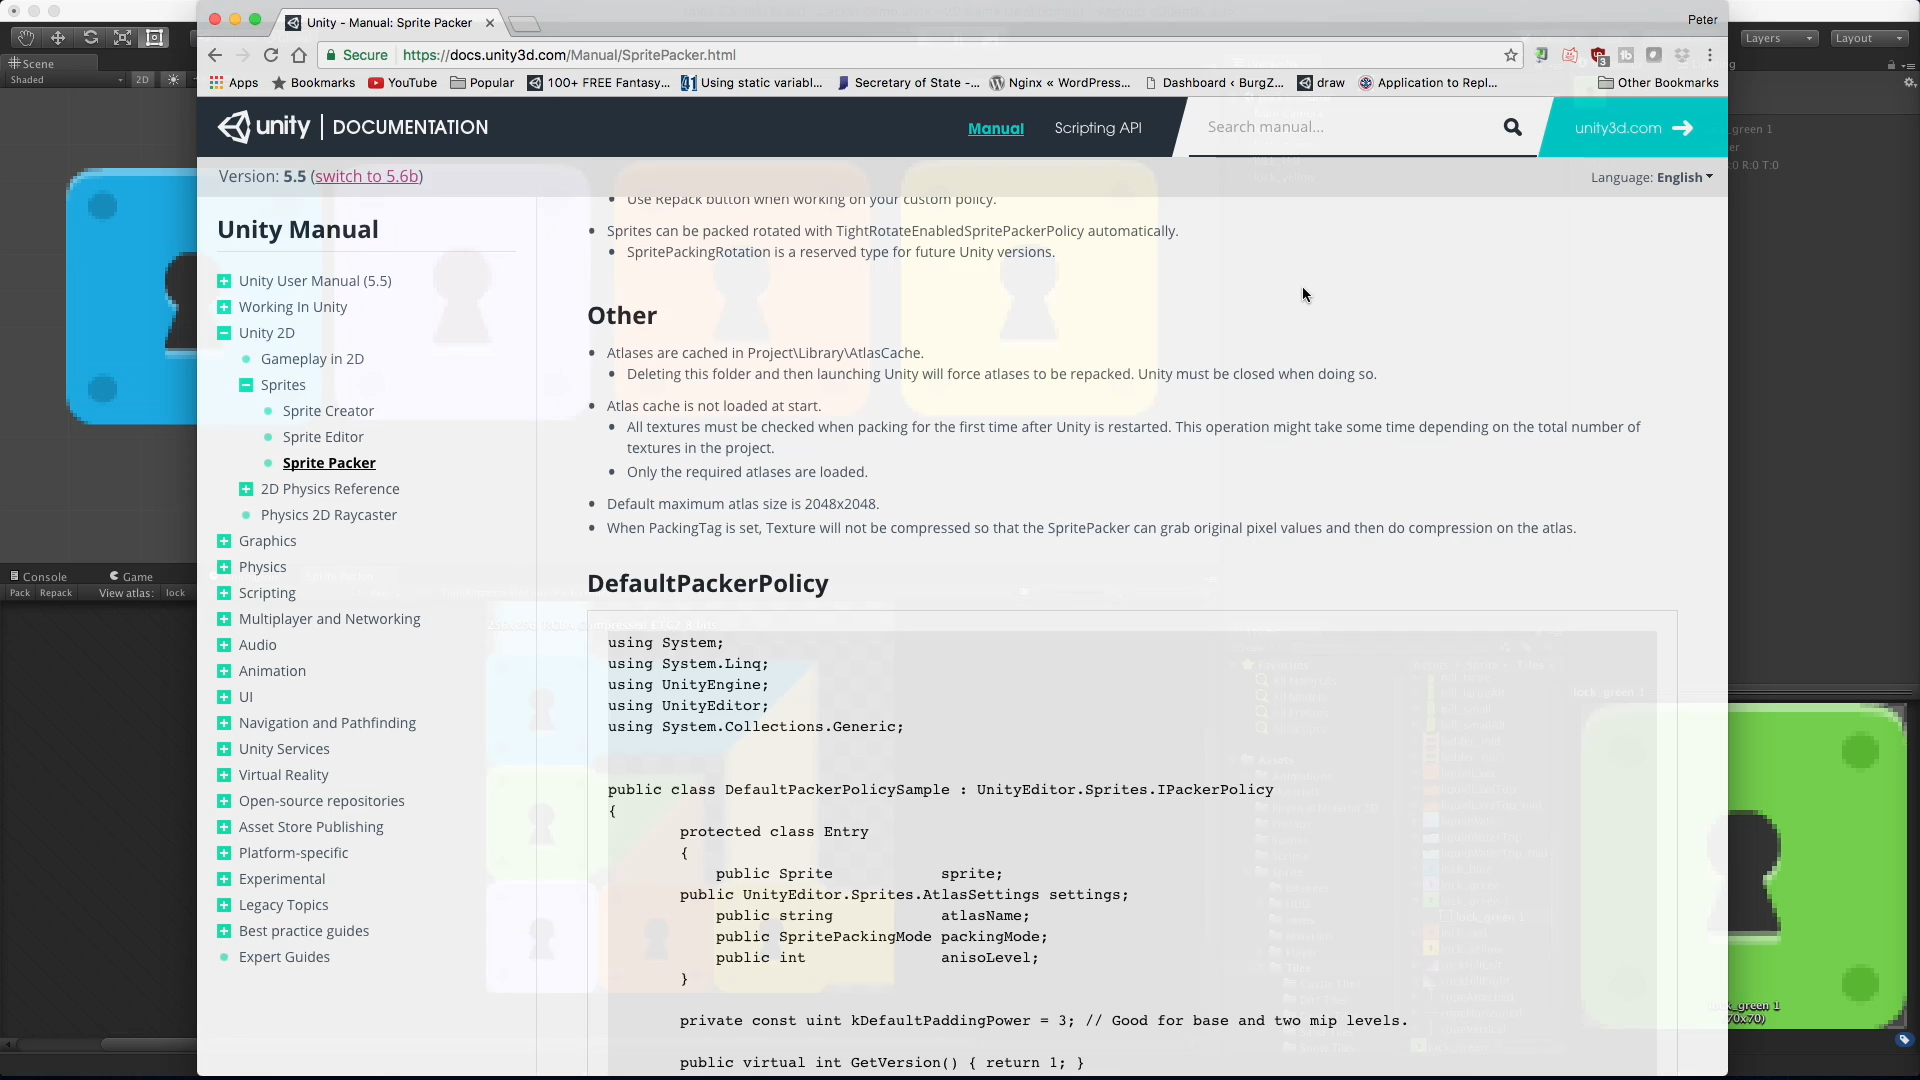 Unity - Manual: Sprite Packer
Peter
Layers
Layout
Scene
Secure
https://docs.unity3d.com/Manual/SpritePacker.html
3
Shaded
2D
Apps
Bookmarks
YouTube
Popular
100+ FREE Fantasy...
Using static variabl...
Secretary of State -...
Nginx « WordPress...
Dashboard ‹ BurgZ...
draw
Application to Repl...
Other Bookmarks
unity | DOCUMENTATION
Manual
Scripting API
Search manual...
unity3d.com
_green 1
:0 R:0 T:0
Version: 5.5 (switch to 5.6b)
Language: English
Unity Manual
Unity User Manual (5.5)
Working In Unity
Unity 2D
Gameplay in 2D
Sprites
Sprite Creator
Sprite Editor
Sprite Packer
2D Physics Reference
Physics 2D Raycaster
Graphics
Physics
Scripting
Multiplayer and Networking
Audio
Animation
UI
Navigation and Pathfinding
Unity Services
Virtual Reality
Open-source repositories
Asset Store Publishing
Platform-specific
Experimental
Legacy Topics
Best practice guides
Expert Guides
Use Repack button when working on your custom policy.
Sprites can be packed rotated with TightRotateEnabledSpritePackerPolicy automatically.
SpritePackingRotation is a reserved type for future Unity versions.
Other
Atlases are cached in Project\Library\AtlasCache.
Deleting this folder and then launching Unity will force atlases to be repacked. Unity must be closed when doing so.
Atlas cache is not loaded at start.
All textures must be checked when packing for the first time after Unity is restarted. This operation might take some time depending on the total number of
textures in the project.
Only the required atlases are loaded.
Default maximum atlas size is 2048x2048.
When PackingTag is set, Texture will not be compressed so that the SpritePacker can grab original pixel values and then do compression on the atlas.
DefaultPackerPolicy
using System;
using System.Linq;
using UnityEngine;
using UnityEditor;
using System.Collections.Generic;
public class DefaultPackerPolicySample : UnityEditor.Sprites.IPackerPolicy
{
protected class Entry
{
public Sprite sprite;
public UnityEditor.Sprites.AtlasSettings settings;
public string atlasName;
public SpritePackingMode packingMode;
public int anisoLevel;
}
private const uint kDefaultPaddingPower = 3; // Good for base and two mip levels.
public virtual int GetVersion() { return 1; }
Console
Game
Pack
Repack
View atlas:
lock
lock_green 1
lock_green 1